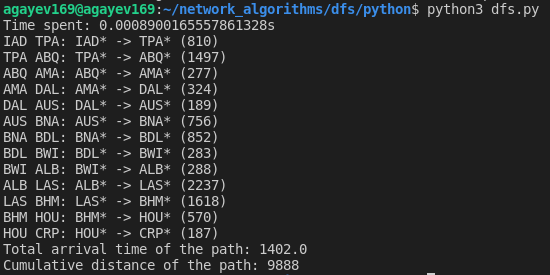 agayev169@agayev169:~/network_algorithms/dfs/python$ python3 dfs.py
Time spent: 0.0008900165557861328s
IAD TPA: IAD* -> TPA* (810)
TPA ABQ: TPA* -> ABQ* (1497)
ABQ AMA: ABQ* -> AMA* (277)
AMA DAL: AMA* -> DAL* (324)
DAL AUS: DAL* -> AUS* (189)
AUS BNA: AUS* -> BNA* (756)
BNA BDL: BNA* -> BDL* (852)
BDL BWI: BDL* -> BWI* (283)
BWI ALB: BWI* -> ALB* (288)
ALB LAS: ALB* -> LAS* (2237)
LAS BHM: LAS* -> BHM* (1618)
BHM HOU: BHM* -> HOU* (570)
HOU CRP: HOU* -> CRP* (187)
Total arrival time of the path: 1402.0
Cumulative distance of the path: 9888